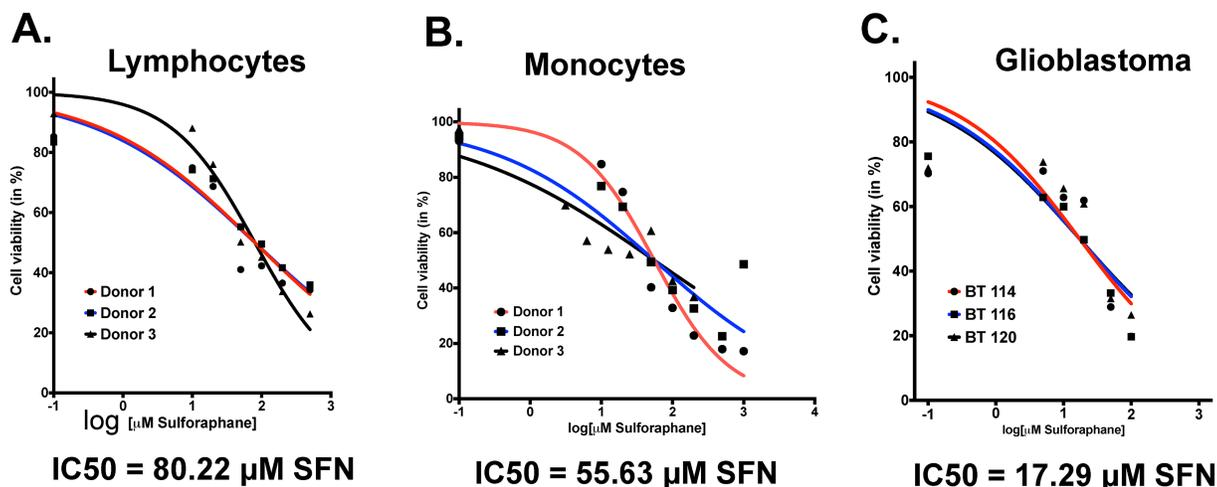 A.
Lymphocytes
Cell viability (in %)
100
80
60
40
20
0
-1 0 1 2 3
log [µM Sulforaphane]
Donor 1
Donor 2
Donor 3
IC50 = 80.22 µM SFN
B.
Monocytes
Cell viability (in %)
100
80
60
40
20
0
-1 0 1 2 3 4
log[µM Sulforaphane]
Donor 1
Donor 2
Donor 3
IC50 = 55.63 µM SFN
C.
Glioblastoma
Cell viability (in %)
100
80
60
40
20
0
-1 0 1 2 3
log[µM Sulforaphane]
BT 114
BT 116
BT 120
IC50 = 17.29 µM SFN